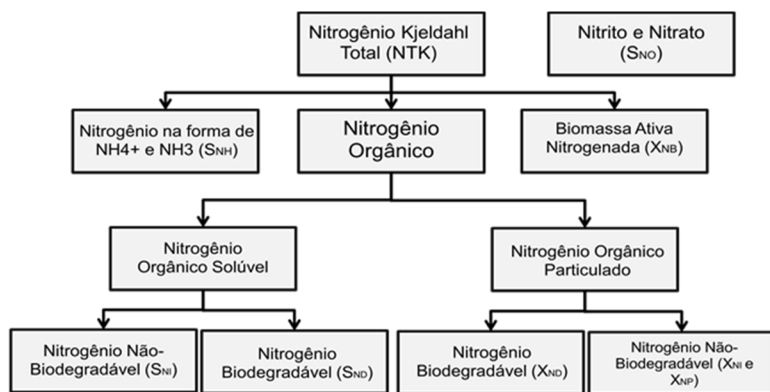 Nitrogênio Kjeldahl
Total (NTK)
Nitrito e Nitrato
(SNO)
Nitrogênio na forma de
NH4+ e NH3 (SNH)
Nitrogênio
Orgânico
Biomassa Ativa
Nitrogenada (XNB)
Nitrogênio
Orgânico Solúvel
Nitrogênio Orgânico
Particulado
Nitrogênio Não-
Biodegradável (SNI)
Nitrogênio
Biodegradável (SND)
Nitrogênio
Biodegradável (XND)
Nitrogênio Não-
Biodegradável (XNI e
XNP)